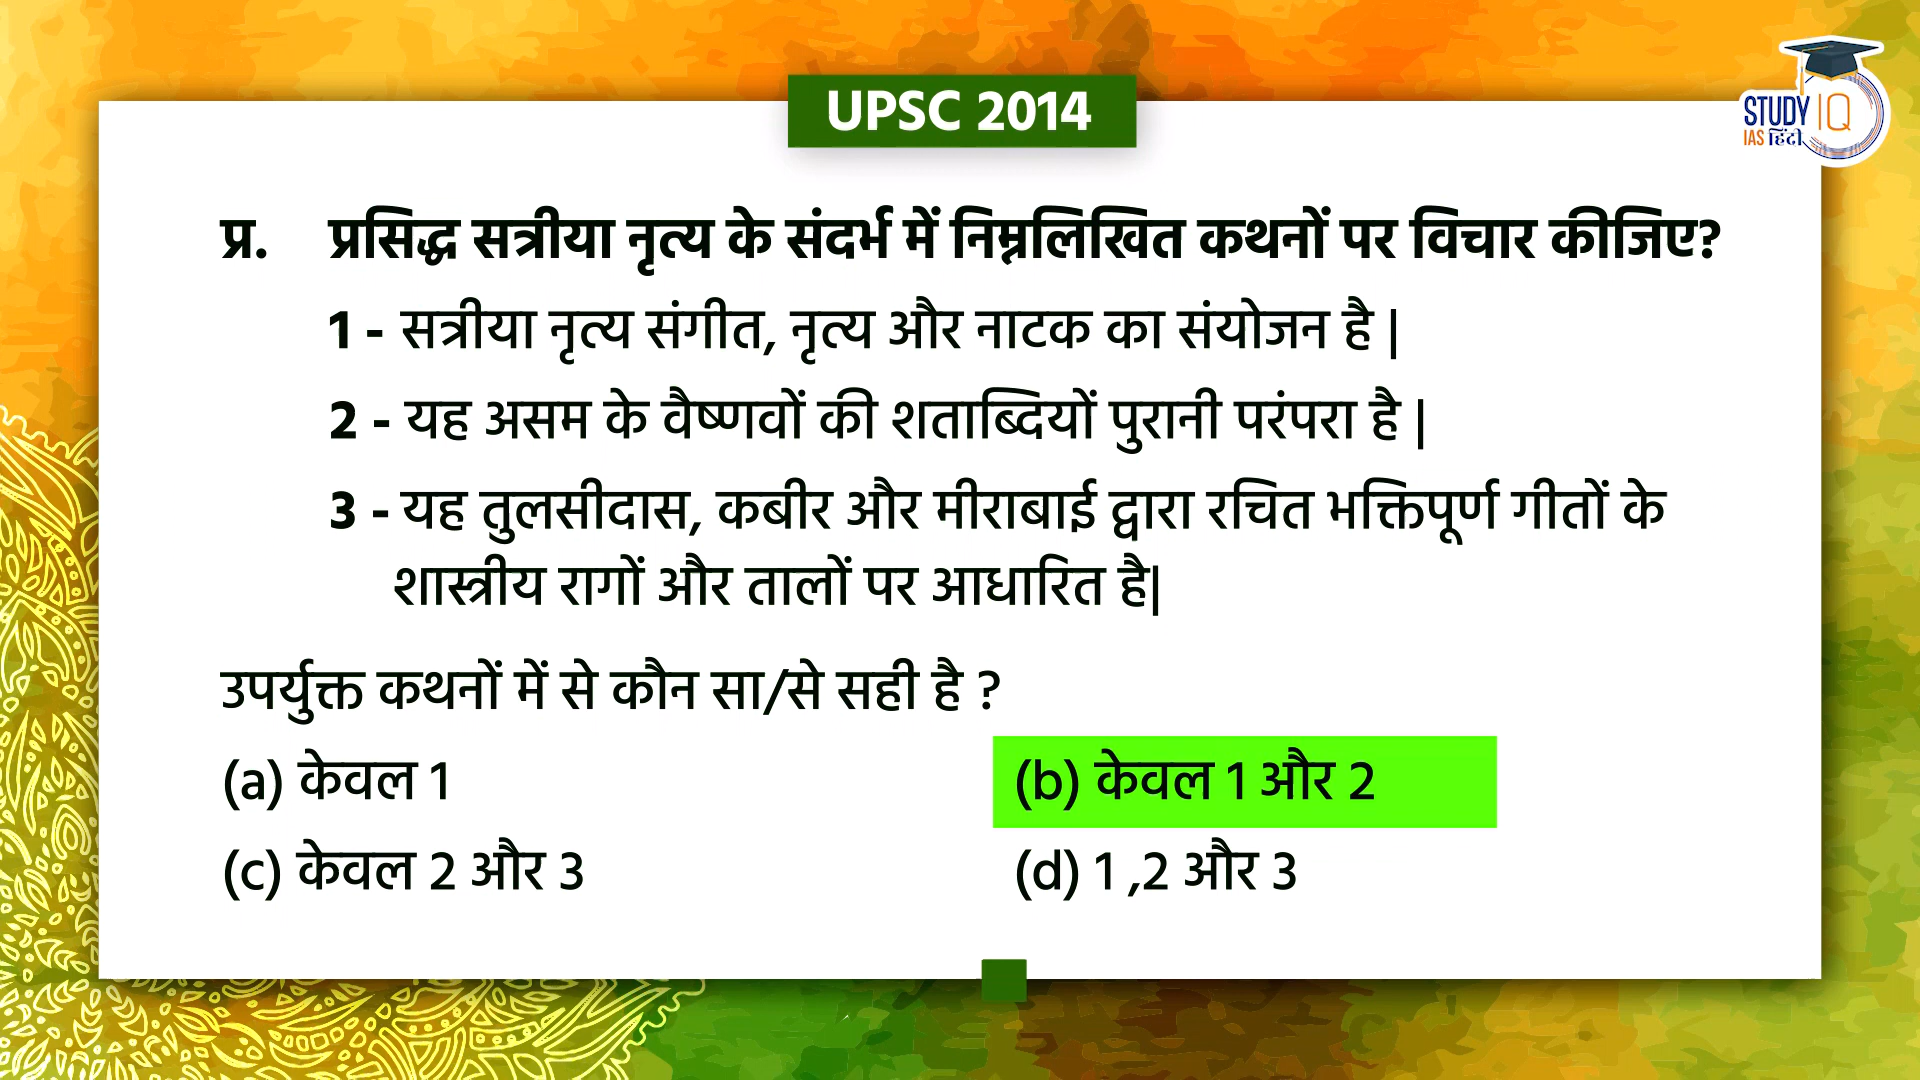 UPSC 2014
STUDY IQ
IAS हिंदी
प्र. प्रसिद्ध सत्रीया नृत्य के संदर्भ में निम्नलिखित कथनों पर विचार कीजिए?
1 - सत्रीया नृत्य संगीत, नृत्य और नाटक का संयोजन है |
2 - यह असम के वैष्णवों की शताब्दियों पुरानी परंपरा है |
3 - यह तुलसीदास, कबीर और मीराबाई द्वारा रचित भक्तिपूर्ण गीतों के
शास्त्रीय रागों और तालों पर आधारित है|
उपर्युक्त कथनों में से कौन सा/से सही है ?
(a) केवल 1
(b) केवल 1 और 2
(c) केवल 2 और 3
(d) 1 ,2 और 3